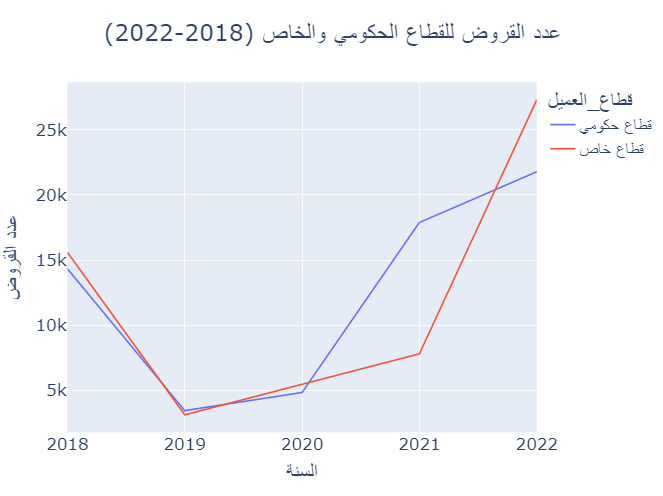 عدد القروض للقطاع الحكومي والخاص (2018-2022)
قطاع_العميل
قطاع حكومي
قطاع خاص
عدد القروض
25k
20k
15k
10k
5k
2018 2019 2020 2021 2022
السنة